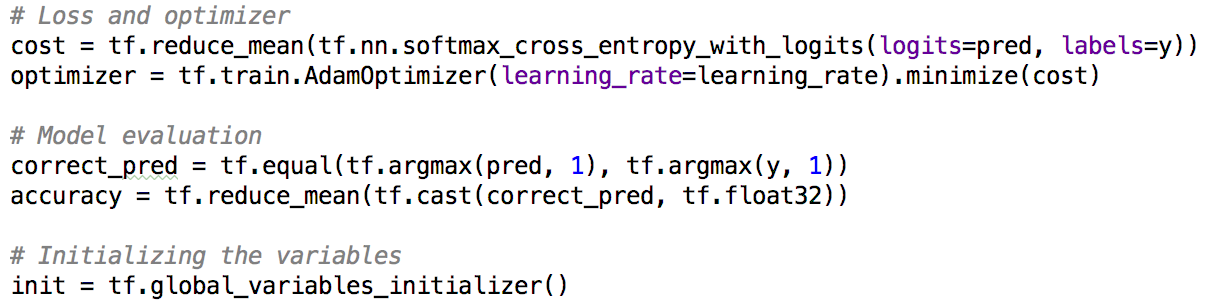 # Loss and optimizer
cost = tf.reduce_mean(tf.nn.softmax_cross_entropy_with_logits(logits=pred, labels=y))
optimizer = tf.train.AdamOptimizer(learning_rate=learning_rate).minimize(cost)
# Model evaluation
correct_pred = tf.equal(tf.argmax(pred, 1), tf.argmax(y, 1))
accuracy = tf.reduce_mean(tf.cast(correct_pred, tf.float32))
# Initializing the variables
init = tf.global_variables_initializer()